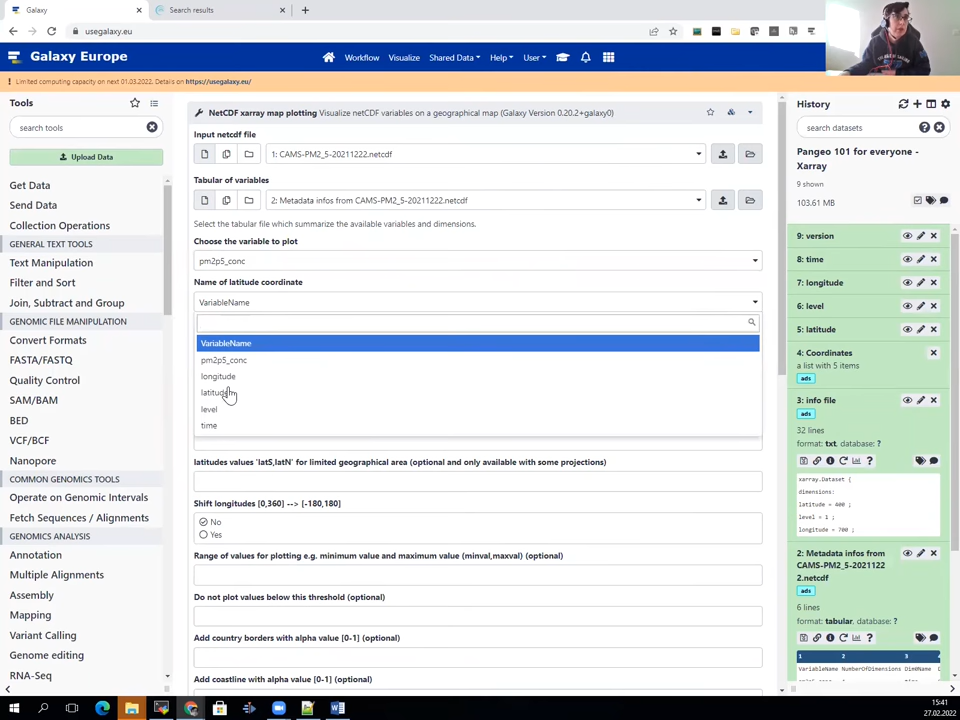 Galaxy
Search results
usegalaxy.eu
Galaxy Europe
Workflow
Visualize
Shared Data
Help
User
Limited computing capacity on next 01.03.2022. Details on https://usegalaxy.eu/
Tools
search tools
Upload Data
Get Data
Send Data
Collection Operations
GENERAL TEXT TOOLS
Text Manipulation
Filter and Sort
Join, Subtract and Group
GENOMIC FILE MANIPULATION
Convert Formats
FASTA/FASTQ
Quality Control
SAM/BAM
BED
VCF/BCF
Nanopore
COMMON GENOMICS TOOLS
Operate on Genomic Intervals
Fetch Sequences / Alignments
GENOMICS ANALYSIS
Annotation
Multiple Alignments
Assembly
Mapping
Variant Calling
Genome editing
RNA-Seq
NetCDF xarray map plotting Visualize netCDF variables on a geographical map (Galaxy Version 0.20.2+galaxy0)
Input netcdf file
1: CAMS-PM2_5-20211222.netcdf
Tabular of variables
2: Metadata infos from CAMS-PM2_5-20211222.netcdf
Select the tabular file which summarize the available variables and dimensions.
Choose the variable to plot
pm2p5_conc
Name of latitude coordinate
VariableName
VariableName
pm2p5_conc
longitude
latitude
level
time
latitudes values 'latS,latN' for limited geographical area (optional and only available with some projections)
Shift longitudes [0,360] --> [-180,180]
No
Yes
Range of values for plotting e.g. minimum value and maximum value (minval,maxval) (optional)
Do not plot values below this threshold (optional)
Add country borders with alpha value [0-1] (optional)
Add coastline with alpha value [0-1] (optional)
History
search datasets
Pangeo 101 for everyone -
Xarray
9 shown
103.61 MB
9: version
8: time
7: longitude
6: level
5: latitude
4: Coordinates
a list with 5 items
ads
3: info file
ads
32 lines
format: txt, database: ?
xarray.Dataset {
dimensions:
latitude = 400 ;
level = 1 ;
longitude = 700 ;
2: Metadata infos from
CAMS-PM2_5-2021122
2.netcdf
ads
6 lines
format: tabular, database: ?
1 2 3 4
VariableName NumberOfDimensions Dim0Name
15:41
27.02.2022